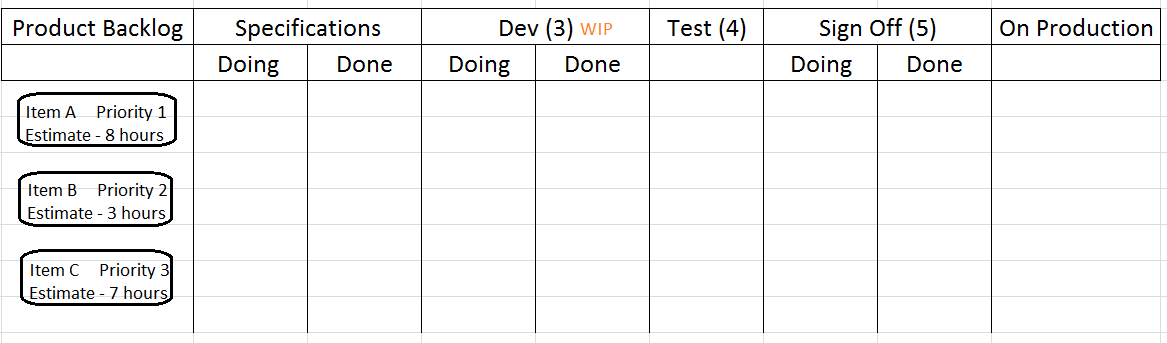 Product Backlog Specifications Dev (3) WIP Test (4) Sign Off (5) On Production
Doing Done Doing Done Doing Done
Item A Priority 1
Estimate - 8 hours
Item B Priority 2
Estimate - 3 hours
Item C Priority 3
Estimate - 7 hours